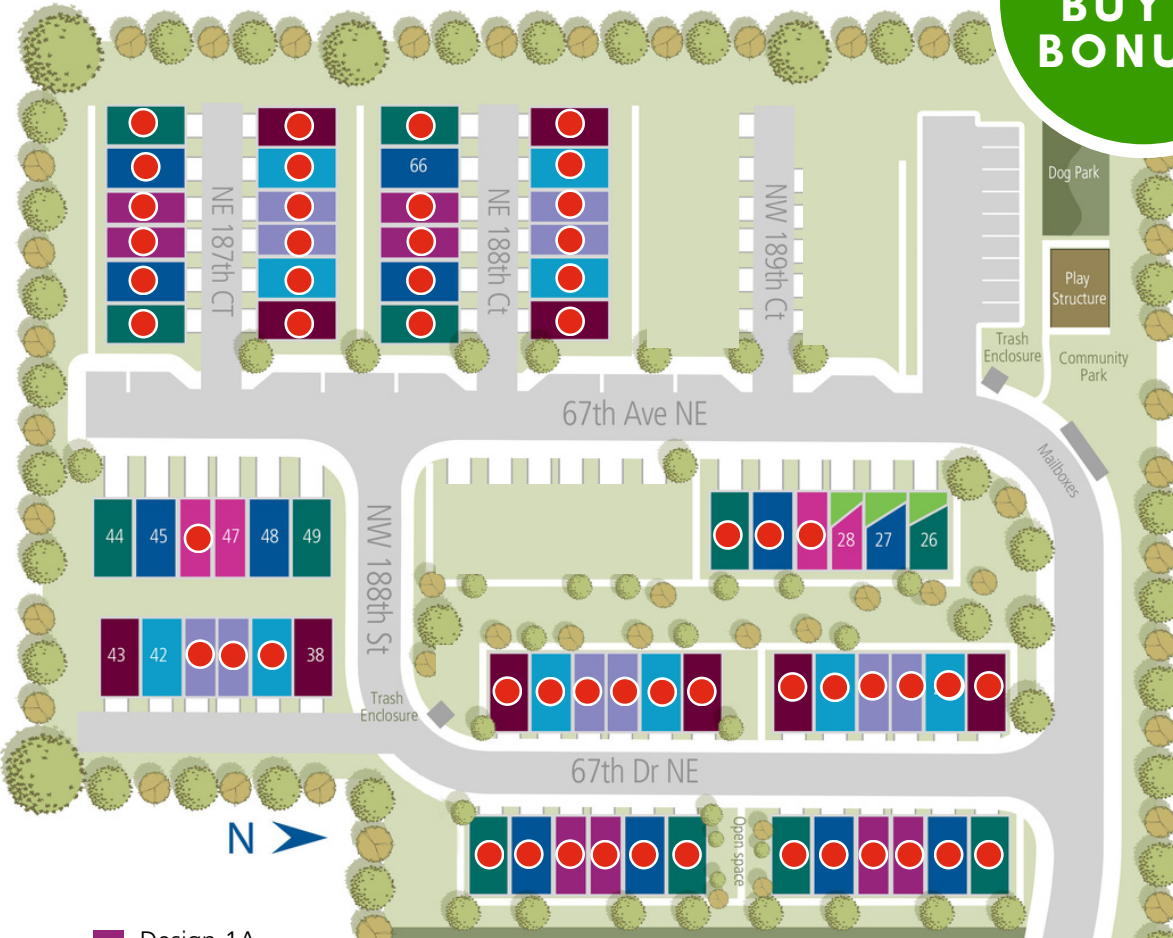 BUY
BONU
Dog Park
66
NE 187th CT
NE 188th Ct
NW 189th Ct
Play
Structure
Trash
Enclosure
Community
Park
67th Ave NE
Mailboxes
44
45
47
48
49
NW 188th St
28
27
26
43
42
38
Trash
Enclosure
67th Dr NE
N
Open space
Design 1A